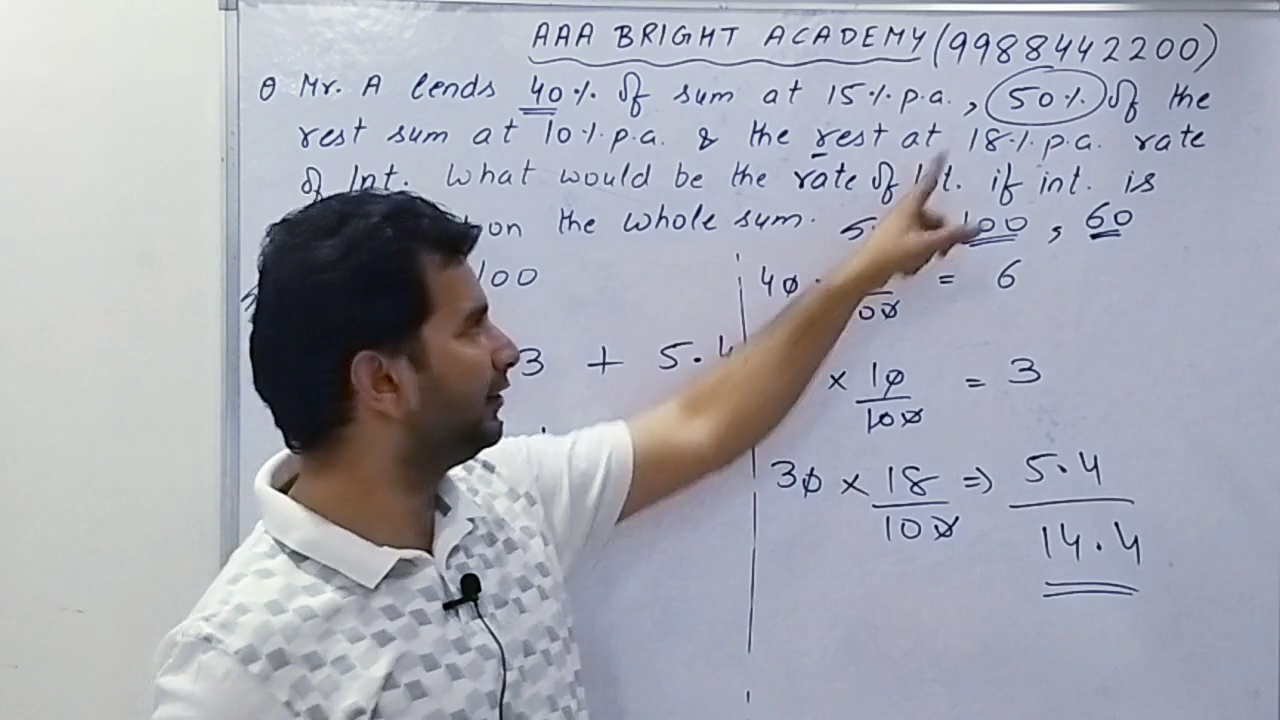 AAA BRIGHT ACADEMY (9988442200)
Q Mr. A lends 40% of sum at 15% p.a., 50% of the
rest sum at 10% p.a. & the rest at 18% p.a. rate
of Int. What would be the rate of Int. if int. is
on the whole sum. 100, 60
100
40 = 6
3 + 5.4
× 10/100 = 3
30 × 18/100 ⇒ 5.4
14.4